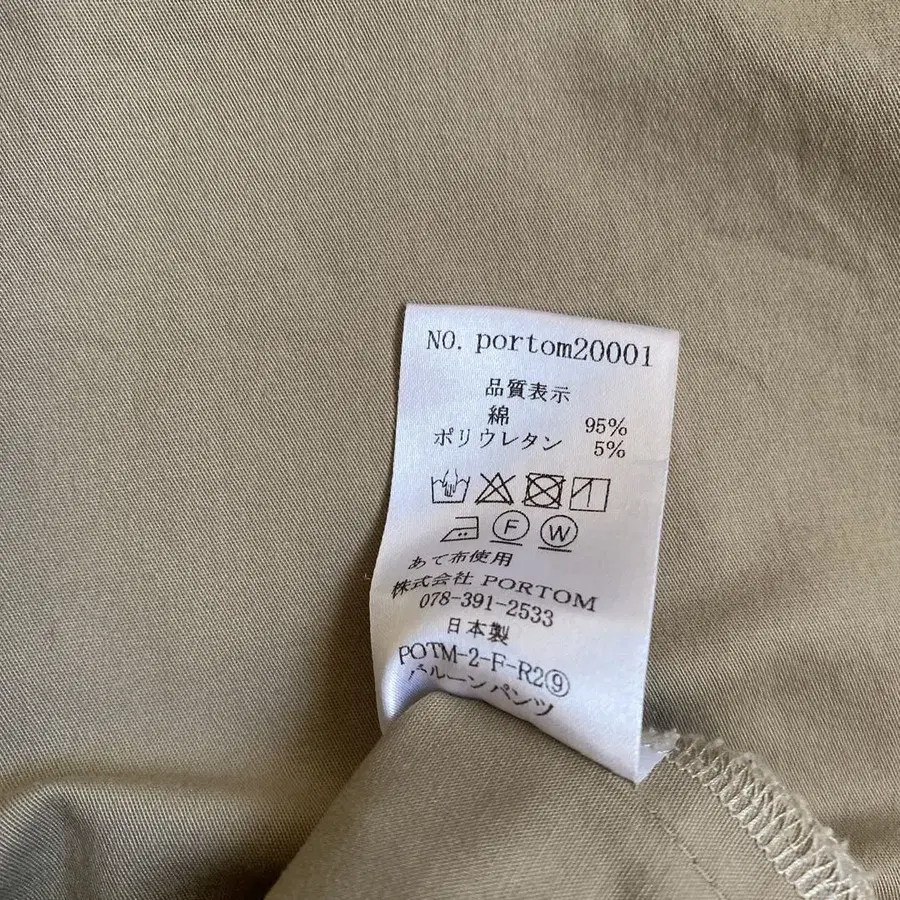 NO. portom20001
品質表示
綿 95%
ポリウレタン 5%
F W
あて布使用
株式会社 PORTOM
078-391-2533
日本製
POTM-2-F-R2⑨
バルーンパンツ